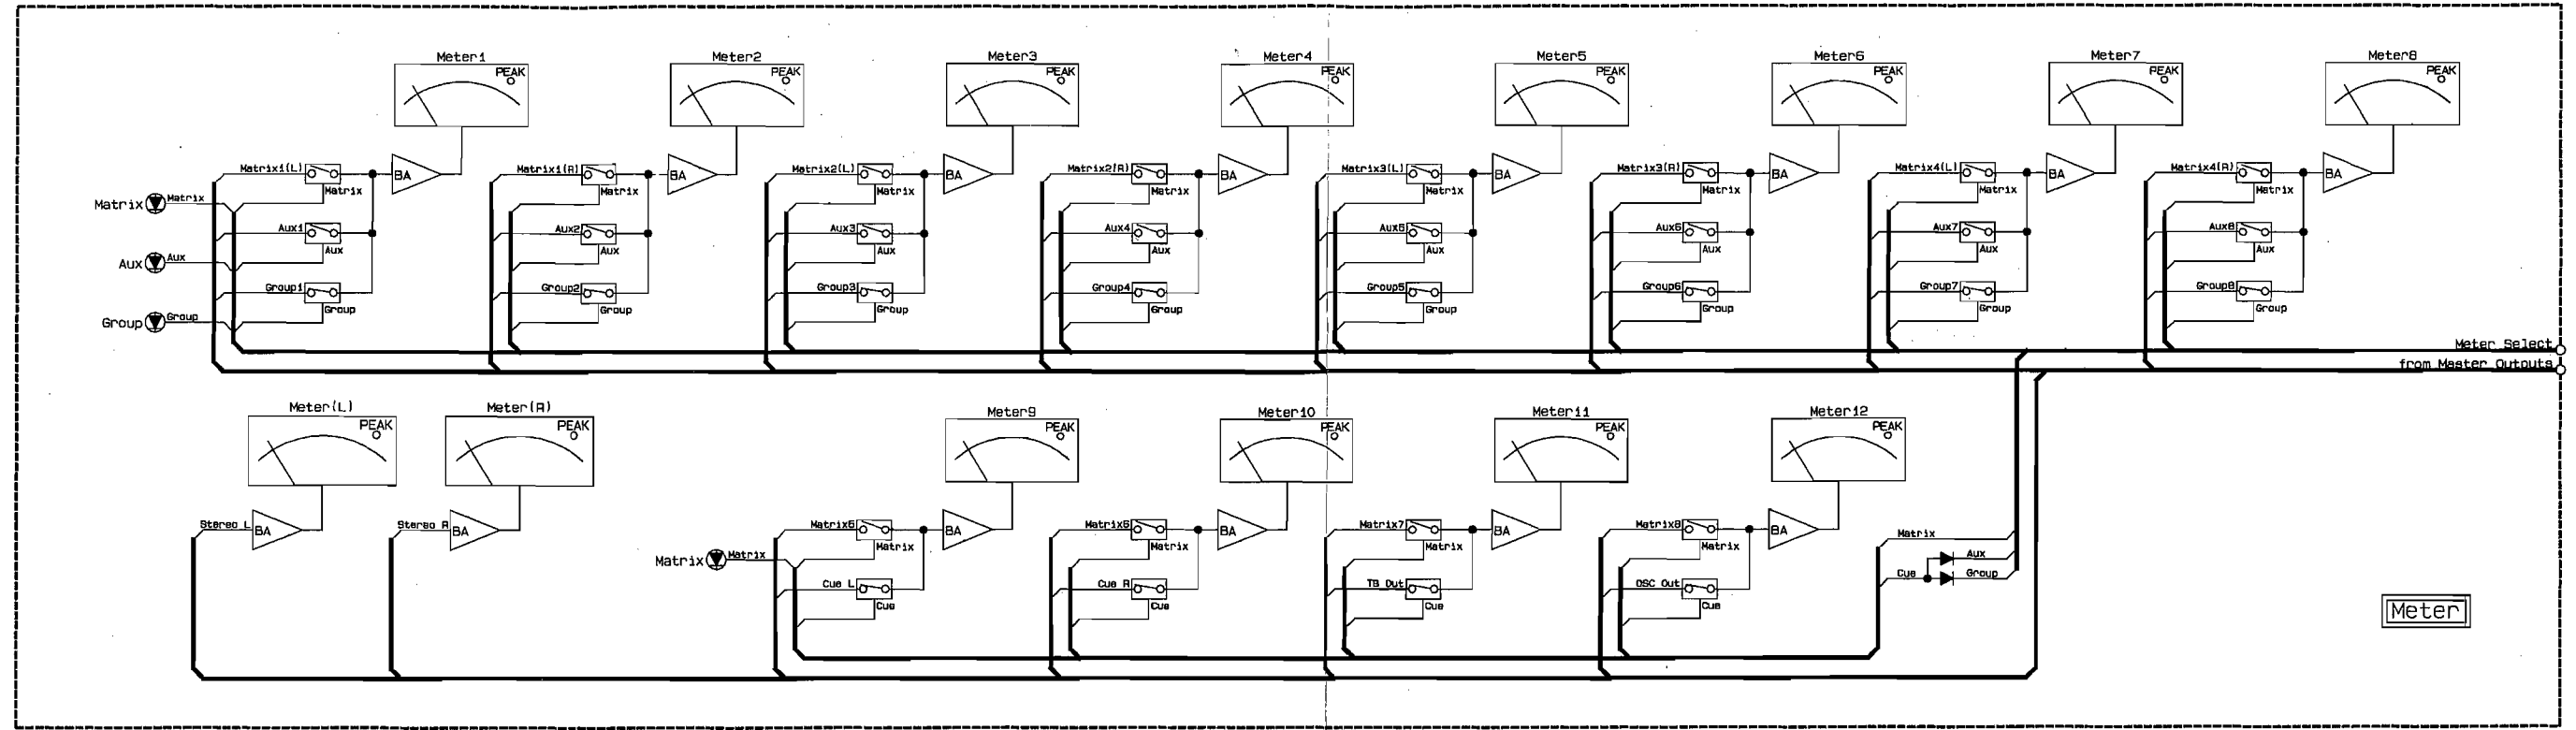 Meter1 Meter2 Meter3 Meter4 Meter5 Meter6 Meter7 Meter8
PEAK PEAK PEAK PEAK PEAK PEAK PEAK PEAK
Matrix1(L) BA Matrix1(R) BA Matrix2(L) BA Matrix2(R) BA Matrix3(L) BA Matrix3(R) BA Matrix4(L) BA Matrix4(R) BA
Matrix Matrix Matrix Matrix Matrix Matrix Matrix Matrix
Matrix Matrix
Aux1 Aux2 Aux3 Aux4 Aux5 Aux6 Aux7 Aux8
Aux Aux Aux Aux Aux Aux Aux Aux
Aux Aux
Group1 Group2 Group3 Group4 Group5 Group6 Group7 Group8
Group Group Group Group Group Group Group Group
Group Group
Meter Select
from Master Outputs
Meter(L) Meter(R) Meter9 Meter10 Meter11 Meter12
PEAK PEAK PEAK PEAK PEAK PEAK
Stereo L BA Stereo R BA Matrix5 BA Matrix6 BA Matrix7 BA Matrix8 BA
Matrix
Matrix Matrix Matrix Matrix
Matrix Matrix
Aux
Cue Group
Cue L Cue R TB Out OSC Out
Cue Cue Cue Cue
Meter